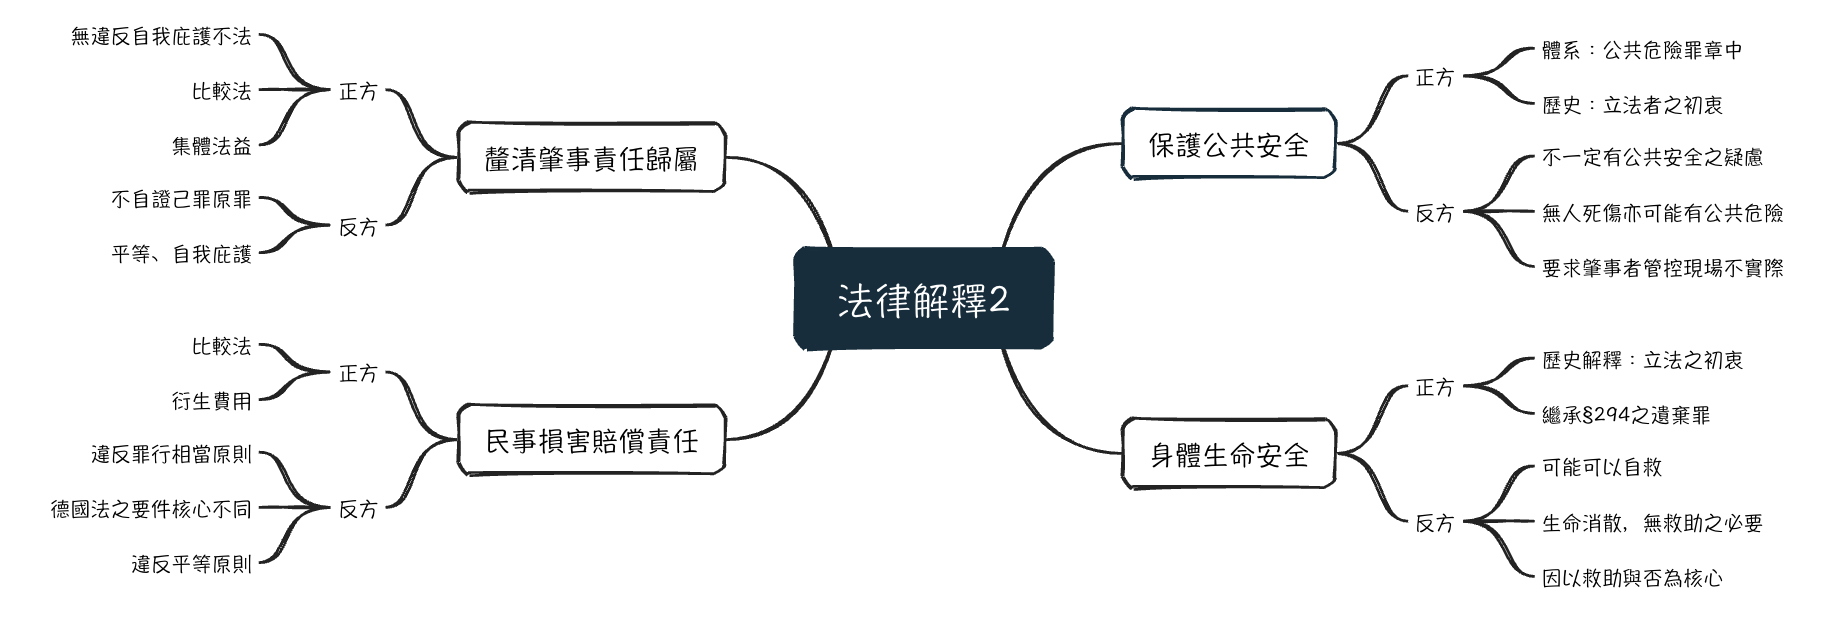 法律解釋2
保護公共安全
正方
體系：公共危險罪章中
歷史：立法者之初衷
反方
不一定有公共安全之疑慮
無人死傷亦可能有公共危險
要求肇事者管控現場不實際
身體生命安全
正方
歷史解釋：立法之初衷
繼承§294之遺棄罪
反方
可能可以自救
生命消散，無救助之必要
因以救助與否為核心
釐清肇事責任歸屬
正方
無違反自我庇護不法
比較法
集體法益
反方
不自證己罪原罪
平等、自我庇護
民事損害賠償責任
正方
比較法
衍生費用
反方
違反罪行相當原則
德國法之要件核心不同
違反平等原則